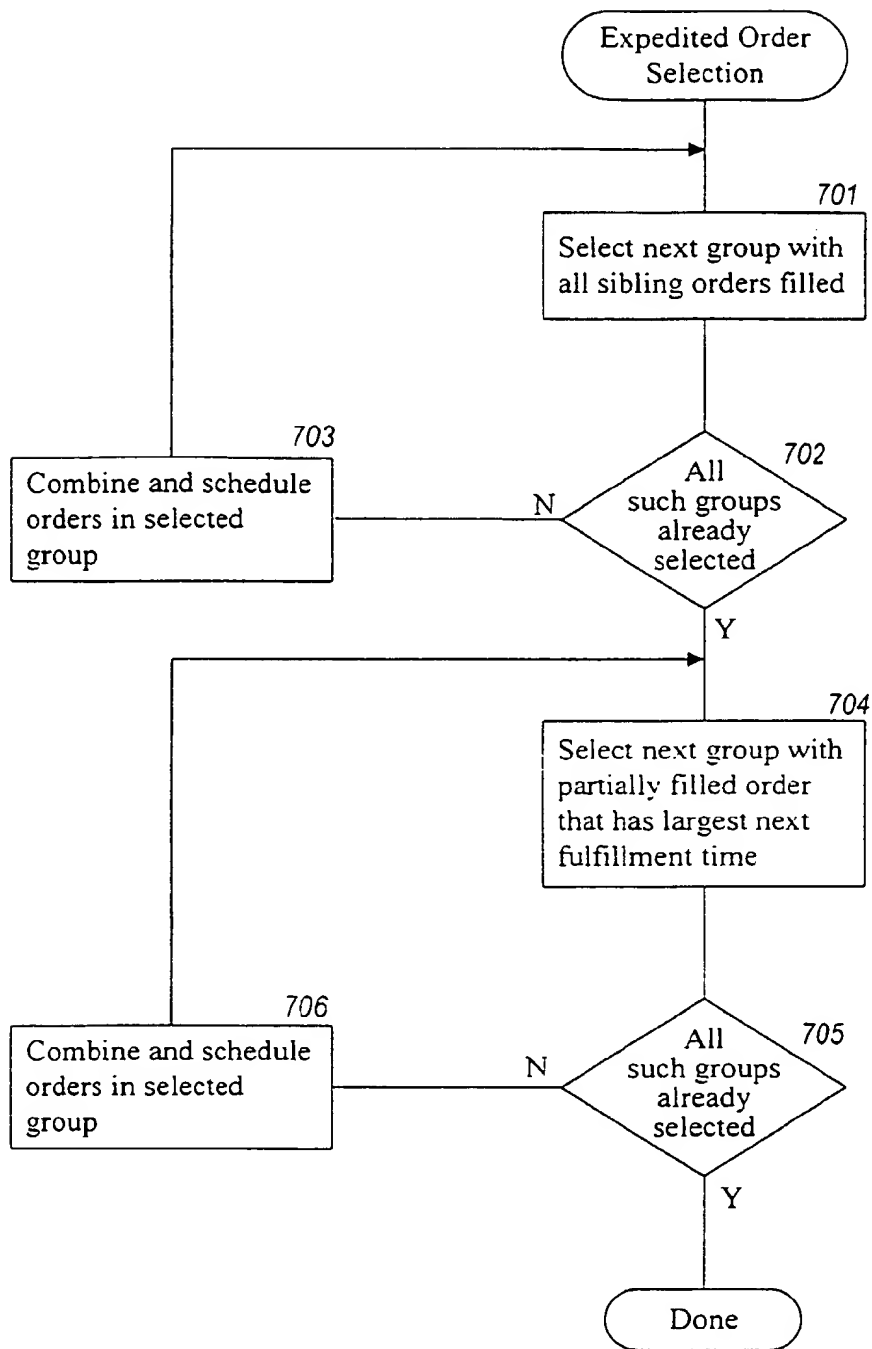 Expedited Order
Selection
701
Select next group with
all sibling orders filled
703
Combine and schedule
orders in selected
group
702
All
such groups
already
selected
N
Y
704
Select next group with
partially filled order
that has largest next
fulfillment time
706
Combine and schedule
orders in selected
group
705
All
such groups
already
selected
N
Y
Done